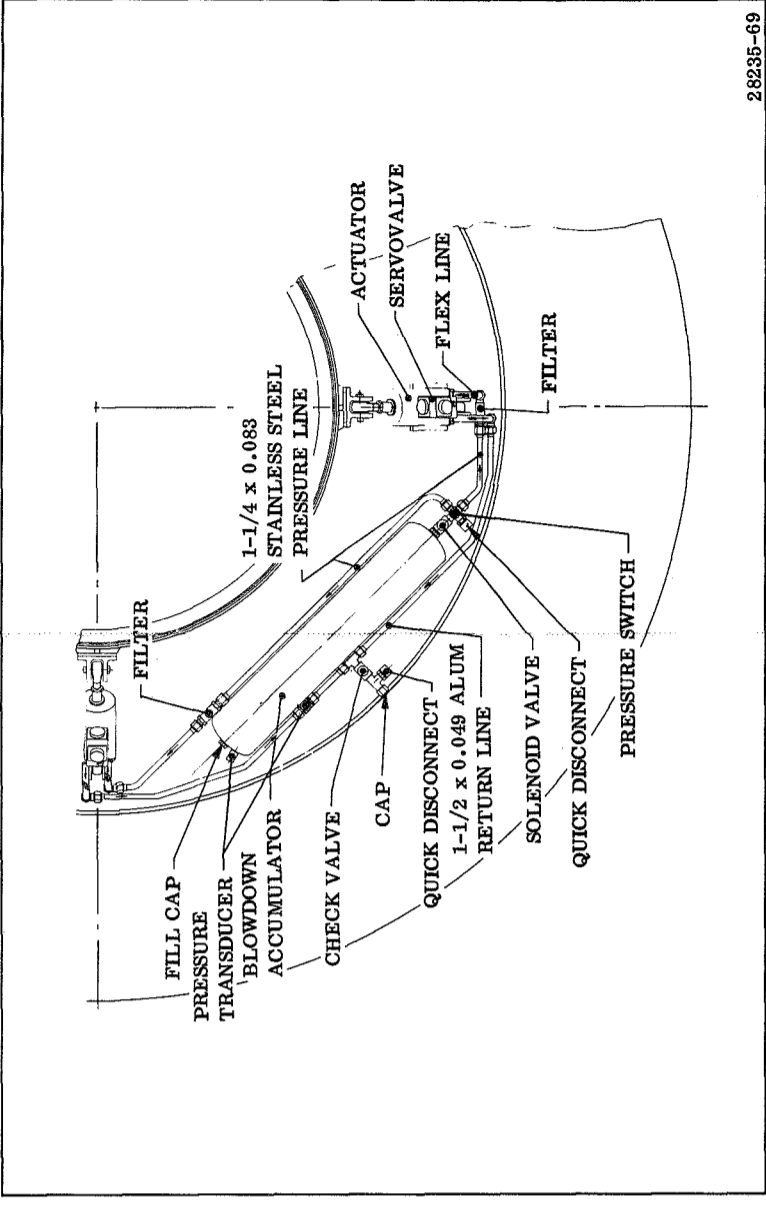 28235-69
ACTUATOR
SERVOVALVE
FLEX LINE
FILTER
1-1/4 x 0.083
STAINLESS STEEL
PRESSURE LINE
FILTER
FILL CAP
PRESSURE
TRANSDUCER
BLOWDOWN
ACCUMULATOR
CHECK VALVE
CAP
QUICK DISCONNECT
1-1/2 x 0.049 ALUM
RETURN LINE
SOLENOID VALVE
QUICK DISCONNECT
PRESSURE SWITCH